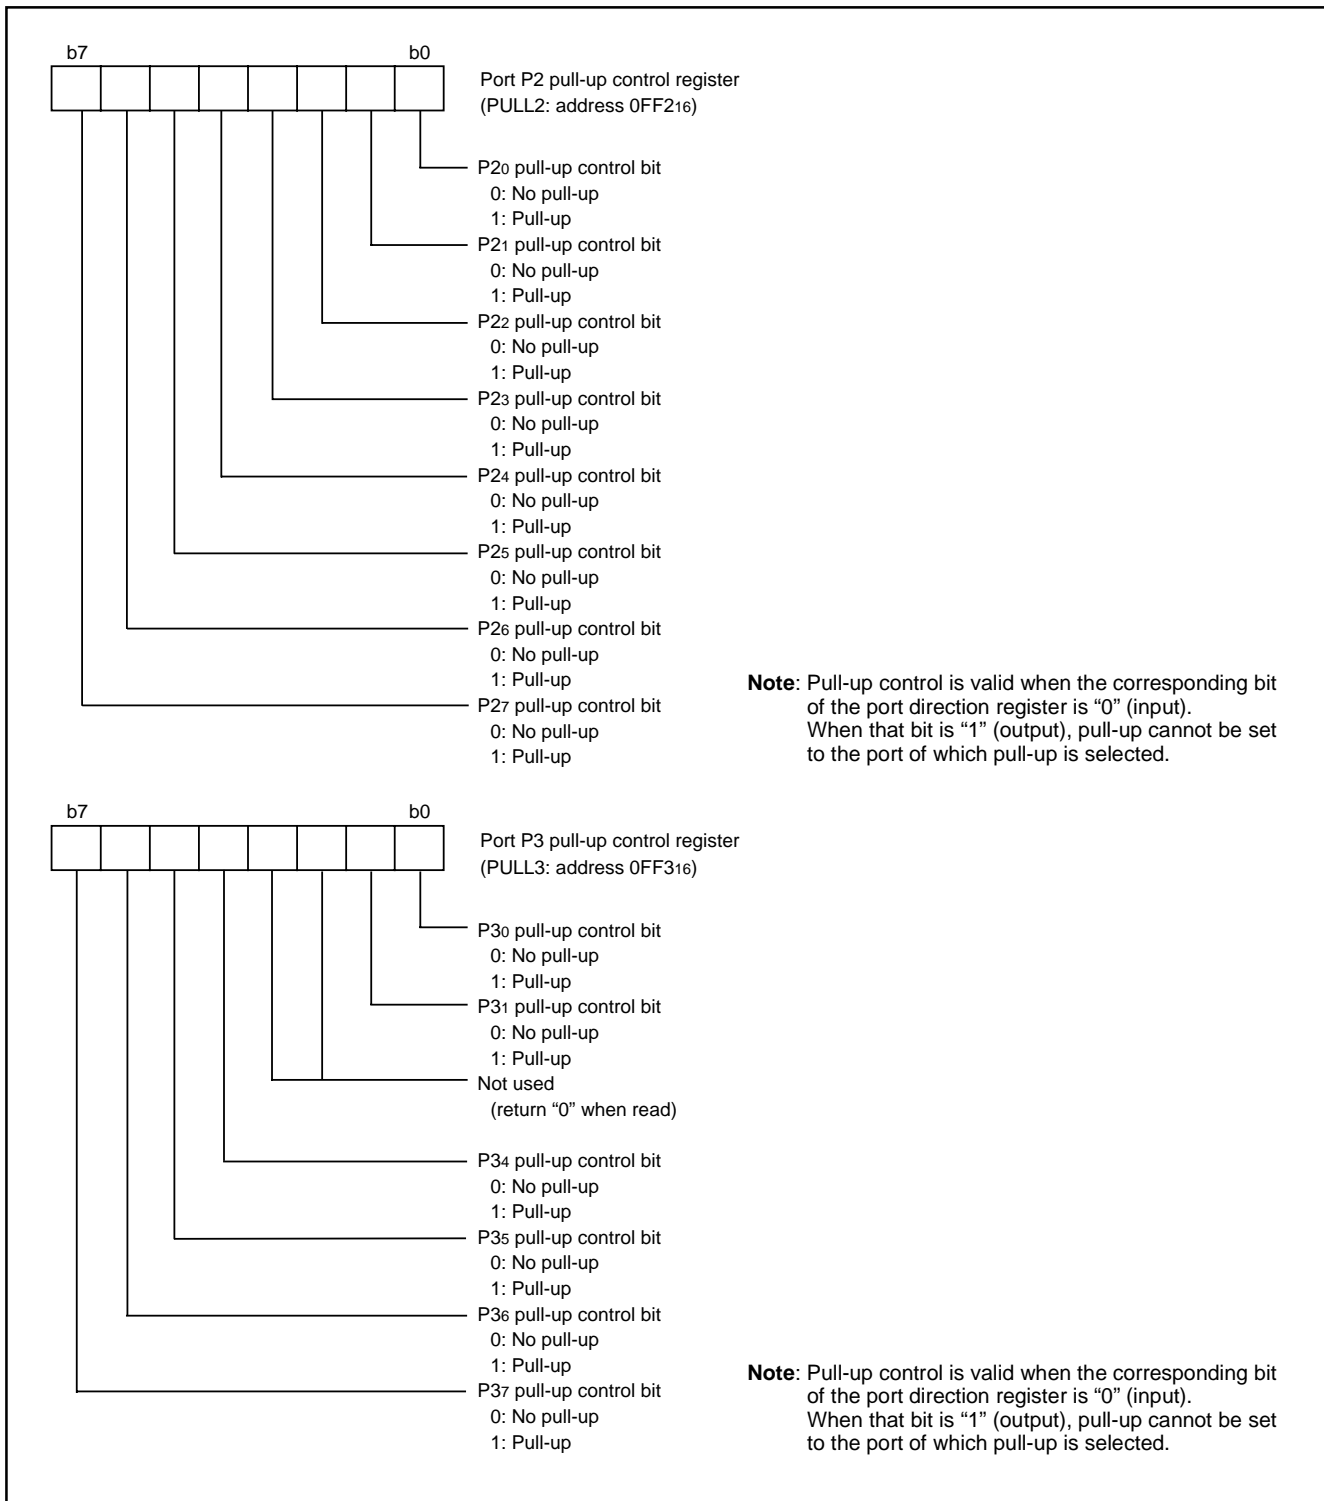 b7 b0
Port P2 pull-up control register
(PULL2: address 0FF216)
P20 pull-up control bit
0: No pull-up
1: Pull-up
P21 pull-up control bit
0: No pull-up
1: Pull-up
P22 pull-up control bit
0: No pull-up
1: Pull-up
P23 pull-up control bit
0: No pull-up
1: Pull-up
P24 pull-up control bit
0: No pull-up
1: Pull-up
P25 pull-up control bit
0: No pull-up
1: Pull-up
P26 pull-up control bit
0: No pull-up
1: Pull-up
P27 pull-up control bit
0: No pull-up
1: Pull-up
Note: Pull-up control is valid when the corresponding bit
of the port direction register is “0” (input).
When that bit is “1” (output), pull-up cannot be set
to the port of which pull-up is selected.
b7 b0
Port P3 pull-up control register
(PULL3: address 0FF316)
P30 pull-up control bit
0: No pull-up
1: Pull-up
P31 pull-up control bit
0: No pull-up
1: Pull-up
Not used
(return “0” when read)
P34 pull-up control bit
0: No pull-up
1: Pull-up
P35 pull-up control bit
0: No pull-up
1: Pull-up
P36 pull-up control bit
0: No pull-up
1: Pull-up
P37 pull-up control bit
0: No pull-up
1: Pull-up
Note: Pull-up control is valid when the corresponding bit
of the port direction register is “0” (input).
When that bit is “1” (output), pull-up cannot be set
to the port of which pull-up is selected.